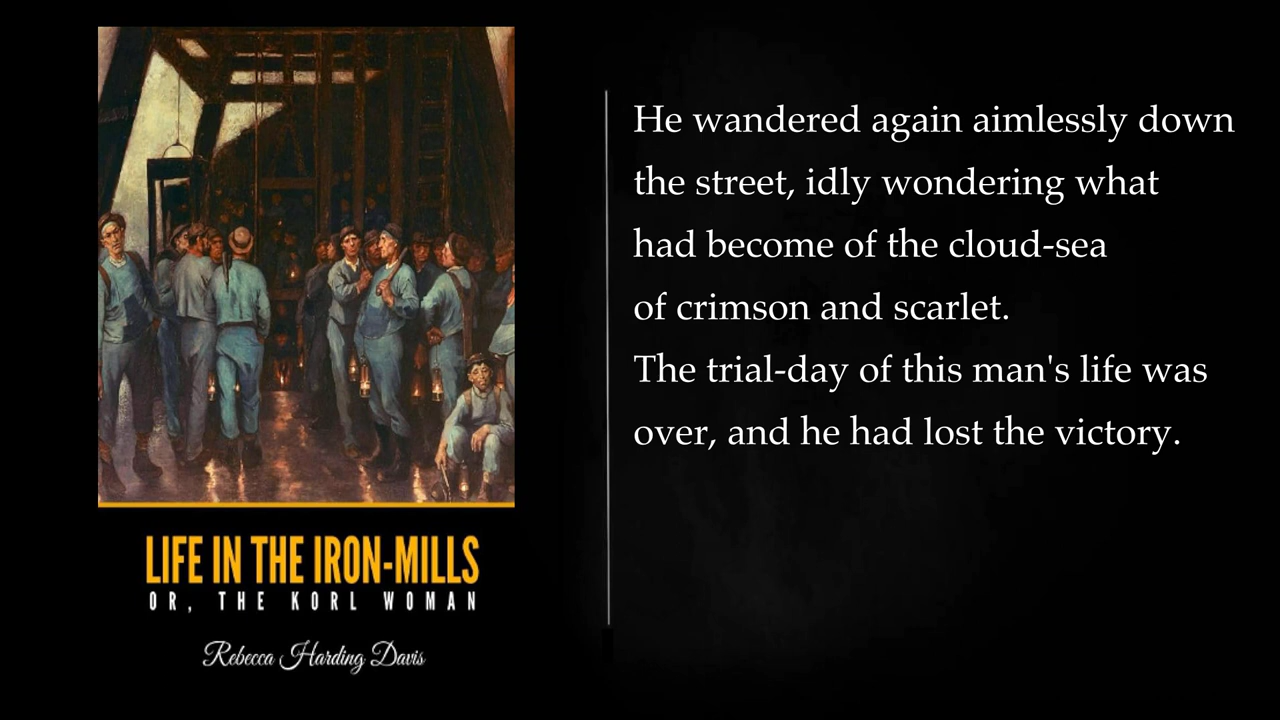 LIFE IN THE IRON-MILLS
OR, THE KORL WOMAN
Rebecca Harding Davis
He wandered again aimlessly down
the street, idly wondering what
had become of the cloud-sea
of crimson and scarlet.
The trial-day of this man's life was
over, and he had lost the victory.